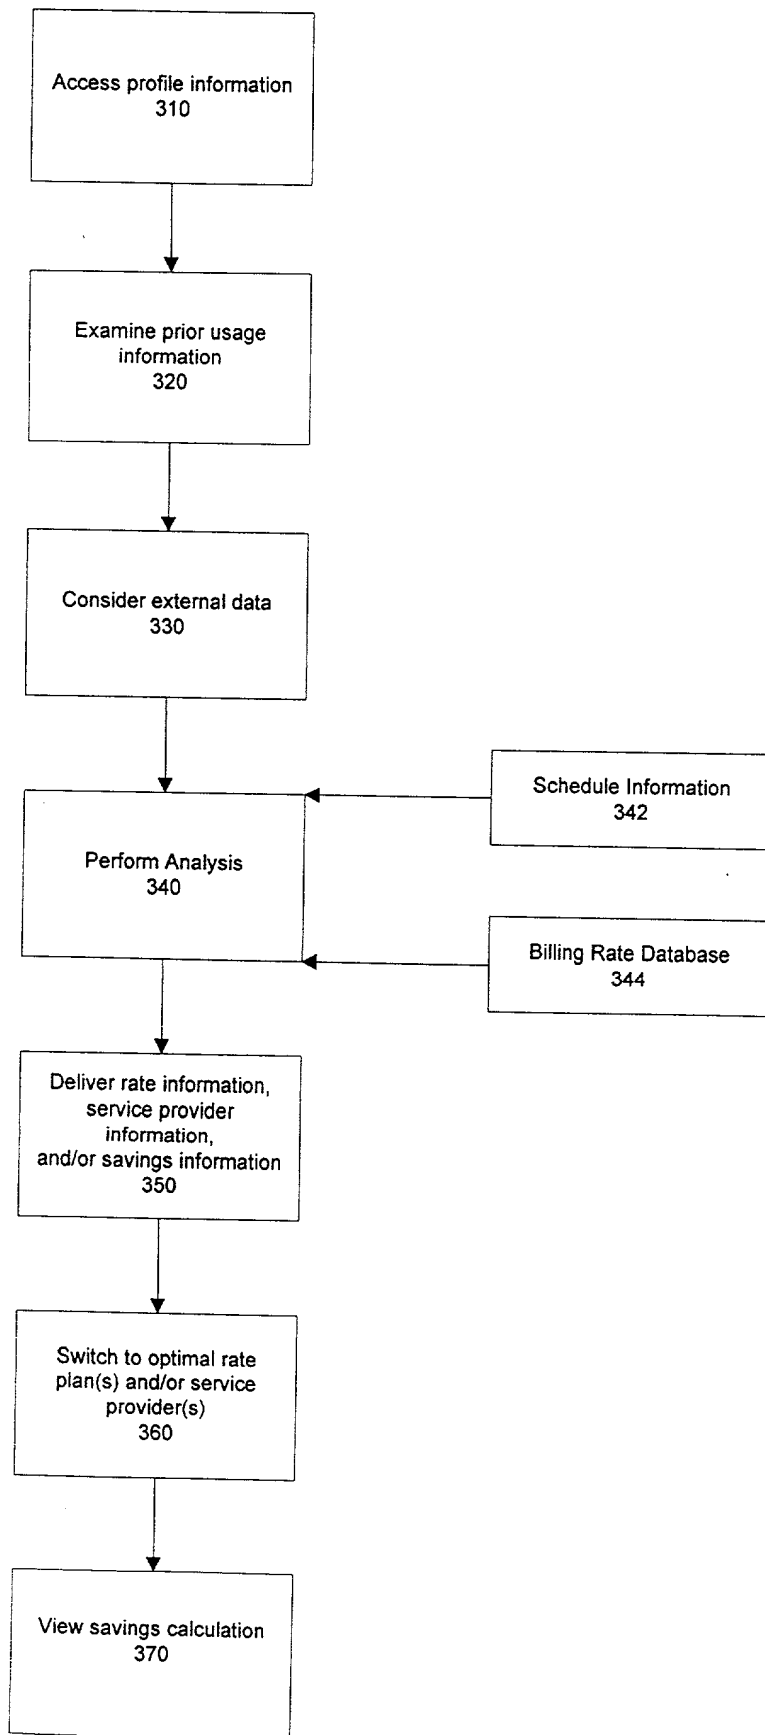 Access profile information
310
Examine prior usage
information
320
Consider external data
330
Schedule Information
342
Perform Analysis
340
Billing Rate Database
344
Deliver rate information,
service provider
information,
and/or savings information
350
Switch to optimal rate
plan(s) and/or service
provider(s)
360
View savings calculation
370